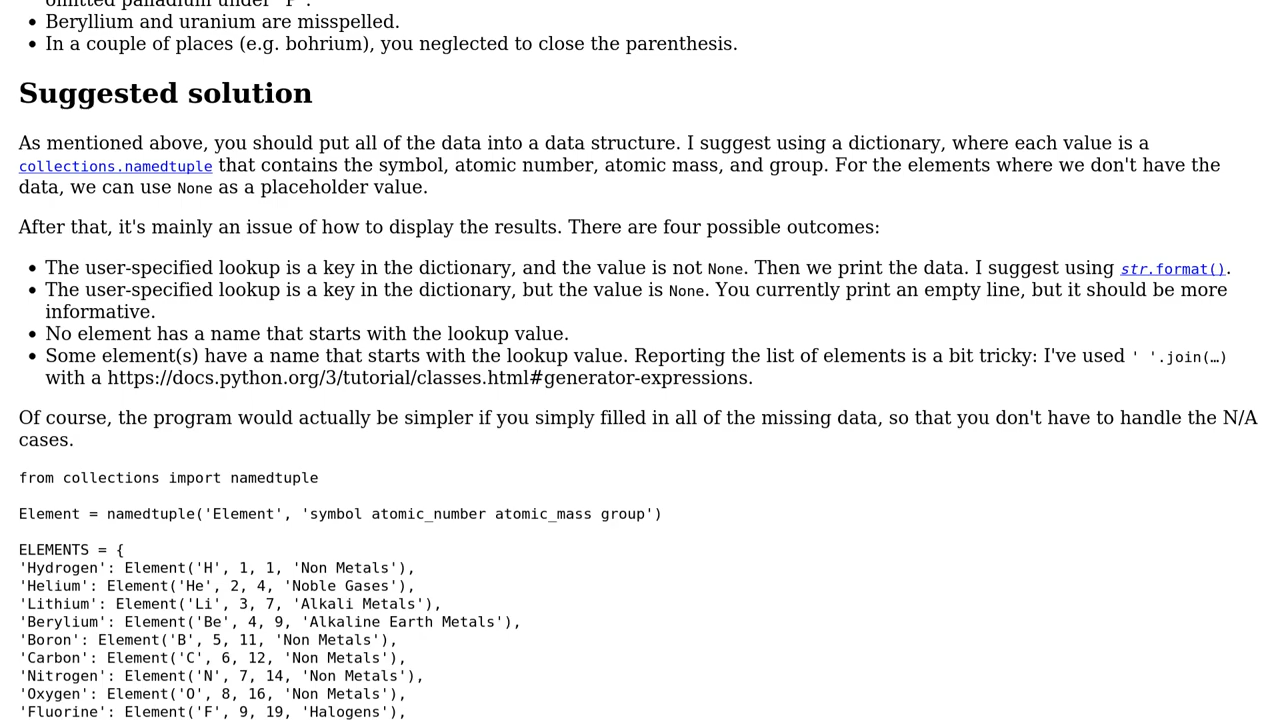 omitted palladium under "P".
Beryllium and uranium are misspelled.
In a couple of places (e.g. bohrium), you neglected to close the parenthesis.
Suggested solution
As mentioned above, you should put all of the data into a data structure. I suggest using a dictionary, where each value is a
collections.namedtuple that contains the symbol, atomic number, atomic mass, and group. For the elements where we don't have the
data, we can use None as a placeholder value.
After that, it's mainly an issue of how to display the results. There are four possible outcomes:
The user-specified lookup is a key in the dictionary, and the value is not None. Then we print the data. I suggest using str.format().
The user-specified lookup is a key in the dictionary, but the value is None. You currently print an empty line, but it should be more
informative.
No element has a name that starts with the lookup value.
Some element(s) have a name that starts with the lookup value. Reporting the list of elements is a bit tricky: I've used ' '.join(…)
with a https://docs.python.org/3/tutorial/classes.html#generator-expressions.
Of course, the program would actually be simpler if you simply filled in all of the missing data, so that you don't have to handle the N/A
cases.
from collections import namedtuple
Element = namedtuple('Element', 'symbol atomic_number atomic_mass group')
ELEMENTS = {
'Hydrogen': Element('H', 1, 1, 'Non Metals'),
'Helium': Element('He', 2, 4, 'Noble Gases'),
'Lithium': Element('Li', 3, 7, 'Alkali Metals'),
'Berylium': Element('Be', 4, 9, 'Alkaline Earth Metals'),
'Boron': Element('B', 5, 11, 'Non Metals'),
'Carbon': Element('C', 6, 12, 'Non Metals'),
'Nitrogen': Element('N', 7, 14, 'Non Metals'),
'Oxygen': Element('O', 8, 16, 'Non Metals'),
'Fluorine': Element('F', 9, 19, 'Halogens'),